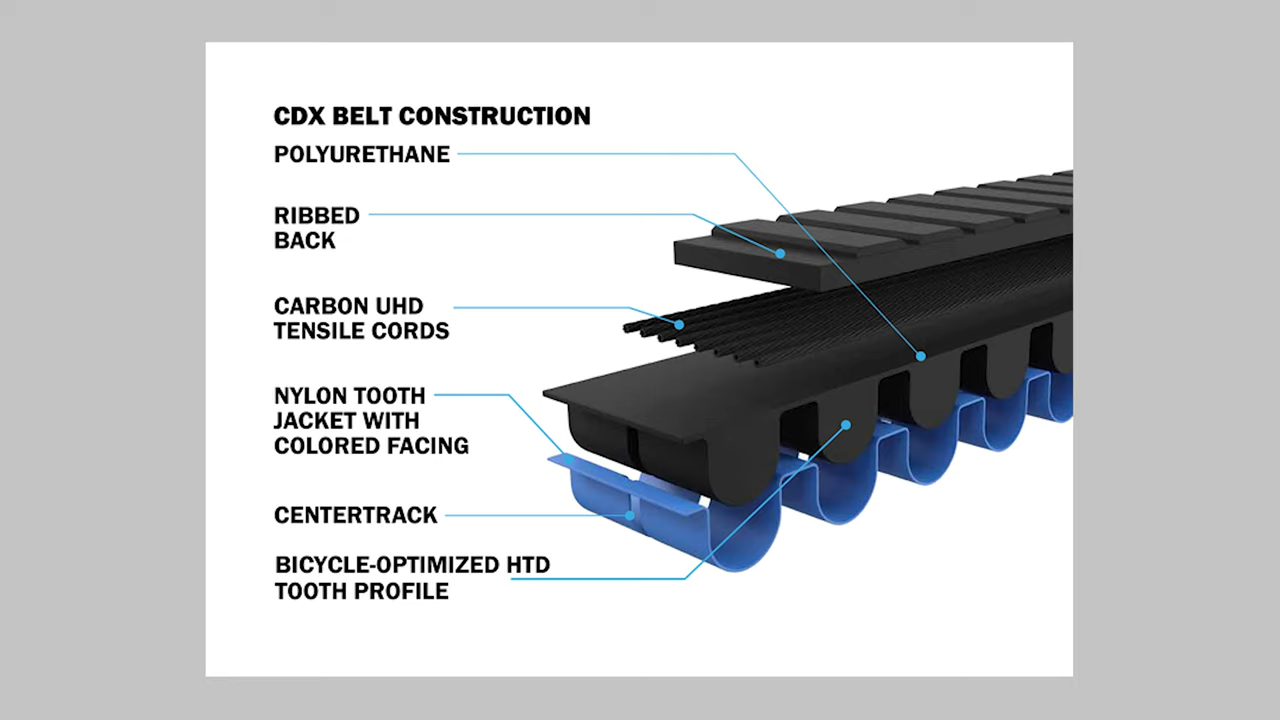 CDX BELT CONSTRUCTION
POLYURETHANE
RIBBED
BACK
CARBON UHD
TENSILE CORDS
NYLON TOOTH
JACKET WITH
COLORED FACING
CENTERTRACK
BICYCLE-OPTIMIZED HTD
TOOTH PROFILE